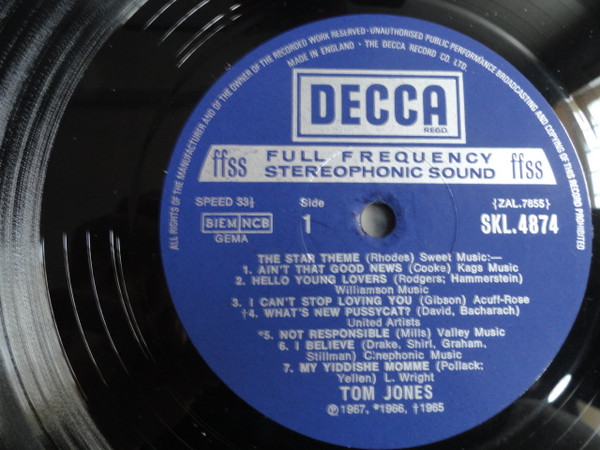 ALL RIGHTS OF THE MANUFACTURER AND OF THE OWNER OF THE RECORDED WORK RESERVED · UNAUTHORISED PUBLIC PERFORMANCE BROADCASTING AND COPYING OF THIS RECORD PROHIBITED
MADE IN ENGLAND · THE DECCA RECORD CO. LTD.
DECCA
REGD.
ffss FULL FREQUENCY STEREOPHONIC SOUND ffss
SPEED 33⅓ Side {ZAL.7855}
BIEM NCB 1 SKL.4874
GEMA
THE STAR THEME (Rhodes) Sweet Music:—
1. AIN'T THAT GOOD NEWS (Cooke) Kags Music
2. HELLO YOUNG LOVERS (Rodgers; Hammerstein)
Williamson Music
3. I CAN'T STOP LOVING YOU (Gibson) Acuff-Rose
†4. WHAT'S NEW PUSSYCAT? (David, Bacharach)
United Artists
*5. NOT RESPONSIBLE (Mills) Valley Music
6. I BELIEVE (Drake, Shirl, Graham,
Stillman) Cinephonic Music
7. MY YIDDISHE MOMME (Pollack:
Yellen) L. Wright
TOM JONES
Ⓟ1967, *1966, †1965